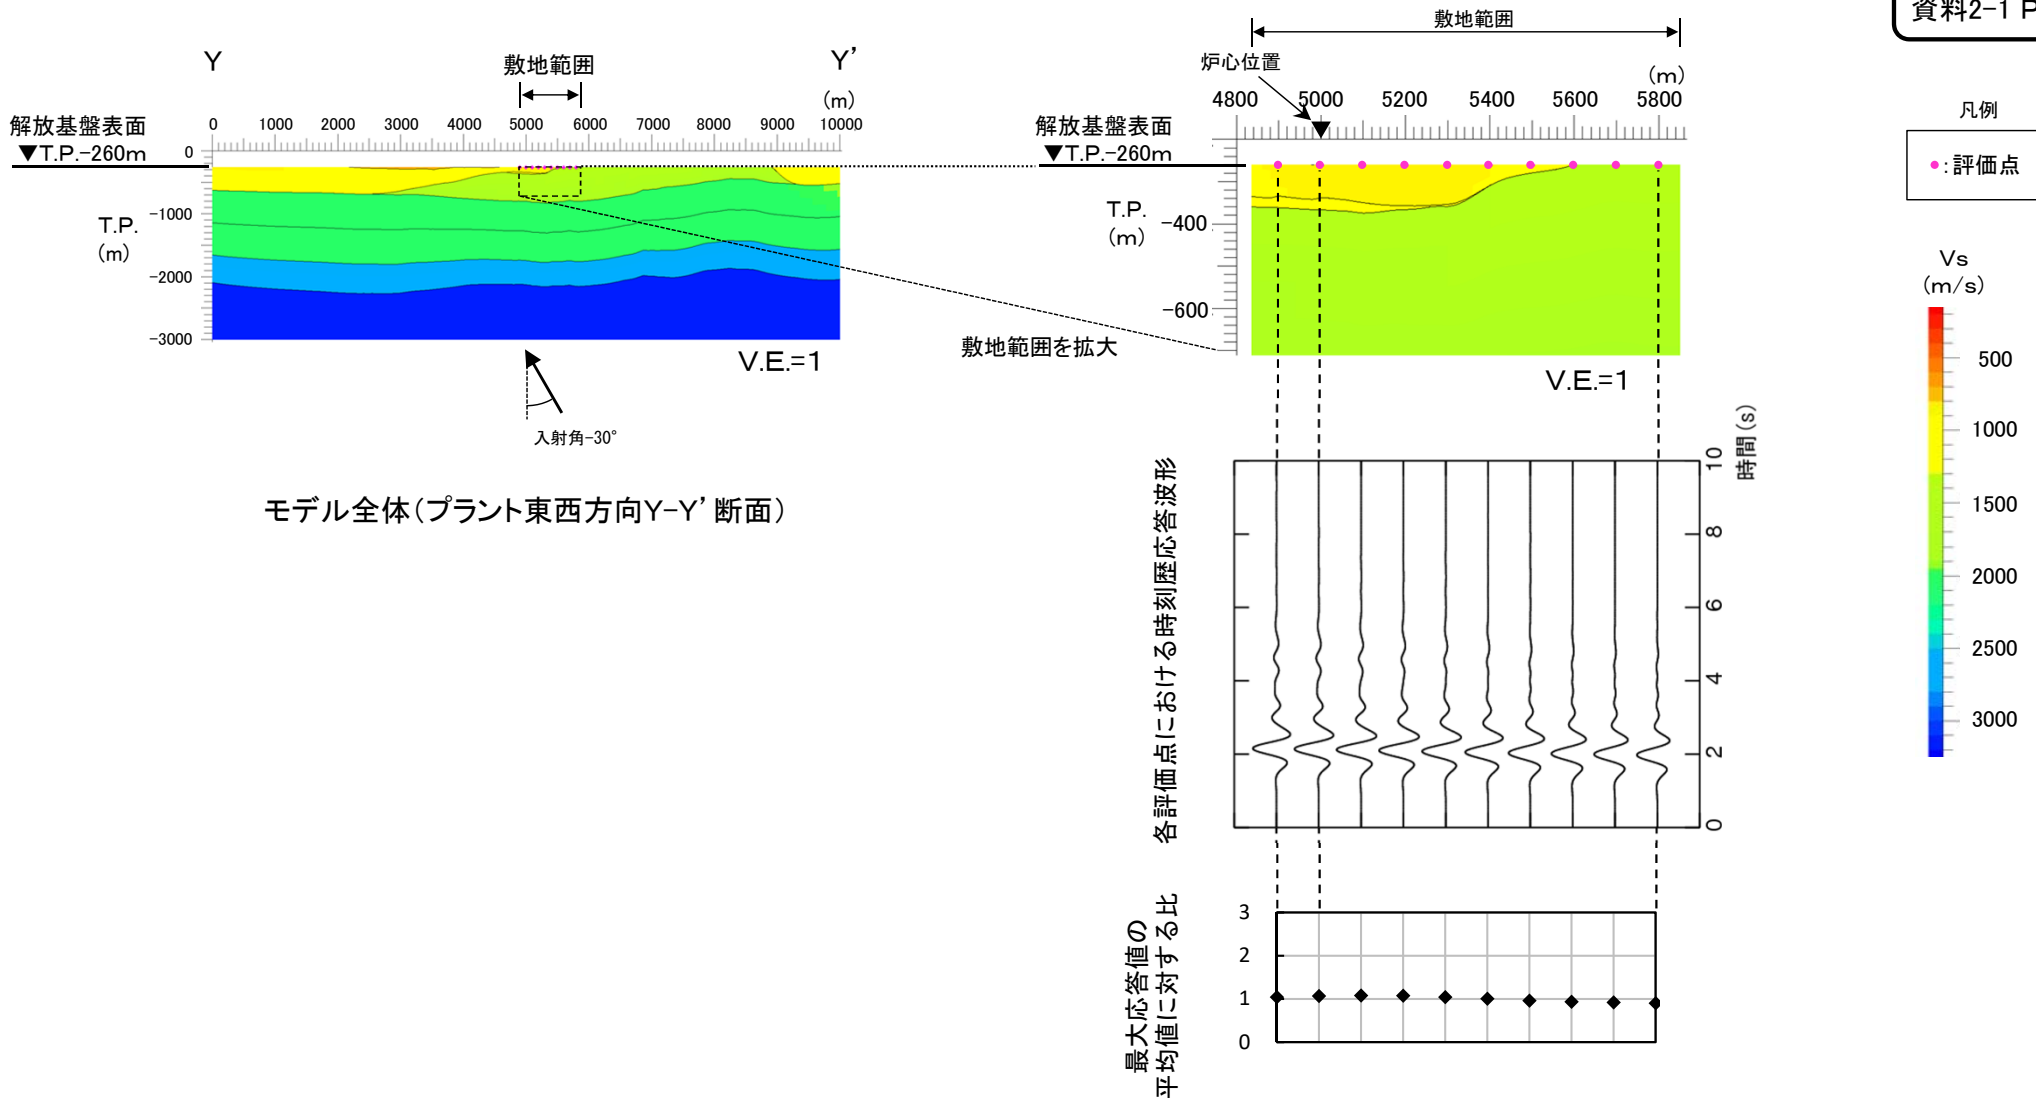 資料2-1 P
Y
Y'
敷地範囲
(m)
解放基盤表面
▼T.P.-260m
0 1000 2000 3000 4000 5000 6000 7000 8000 9000 10000
0
-1000
-2000
-3000
T.P.
(m)
V.E.=1
入射角-30°
モデル全体(プラント東西方向Y-Y'断面)
敷地範囲を拡大
敷地範囲
炉心位置
(m)
4800 5000 5200 5400 5600 5800
解放基盤表面
▼T.P.-260m
T.P.
(m)
-400
-600
V.E.=1
各評価点における時刻歴応答波形
時間(s)
10
8
6
4
2
0
最大応答値の
平均値に対する比
3
2
1
0
凡例
●:評価点
Vs
(m/s)
500
1000
1500
2000
2500
3000